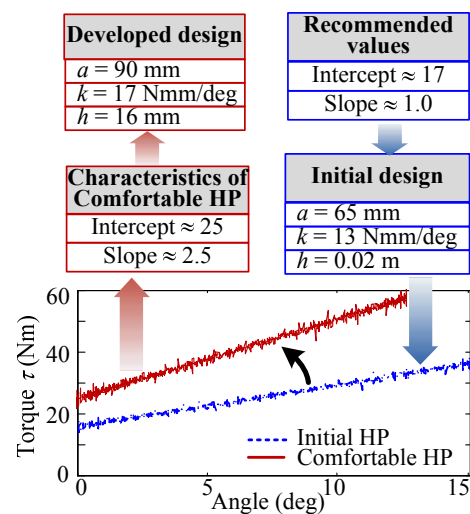 Developed design
a = 90 mm
k = 17 Nmm/deg
h = 16 mm
Recommended
values
Intercept ≈ 17
Slope ≈ 1.0
Characteristics of
Comfortable HP
Intercept ≈ 25
Slope ≈ 2.5
Initial design
a = 65 mm
k = 13 Nmm/deg
h = 0.02 m
60
40
20
0
Torque τ (Nm)
Initial HP
Comfortable HP
0 5 10 15
Angle (deg)